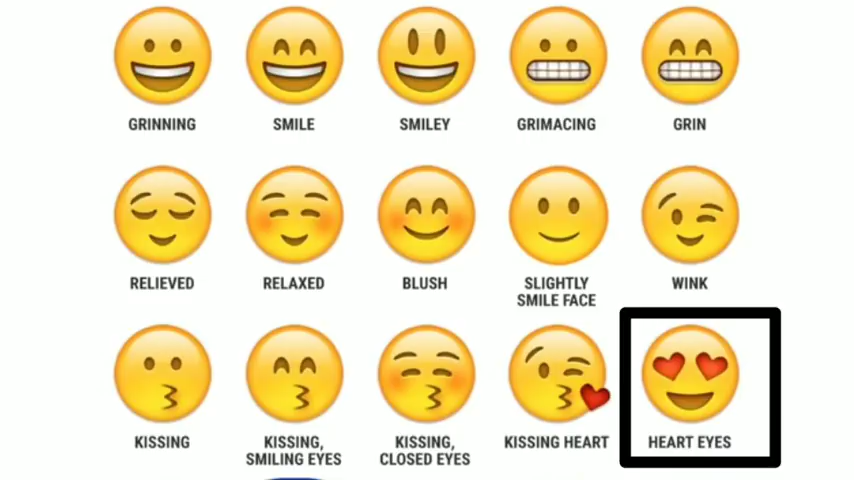 GRINNING
SMILE
SMILEY
GRIMACING
GRIN
RELIEVED
RELAXED
BLUSH
SLIGHTLY
SMILE FACE
WINK
KISSING
KISSING,
SMILING EYES
KISSING,
CLOSED EYES
KISSING HEART
HEART EYES